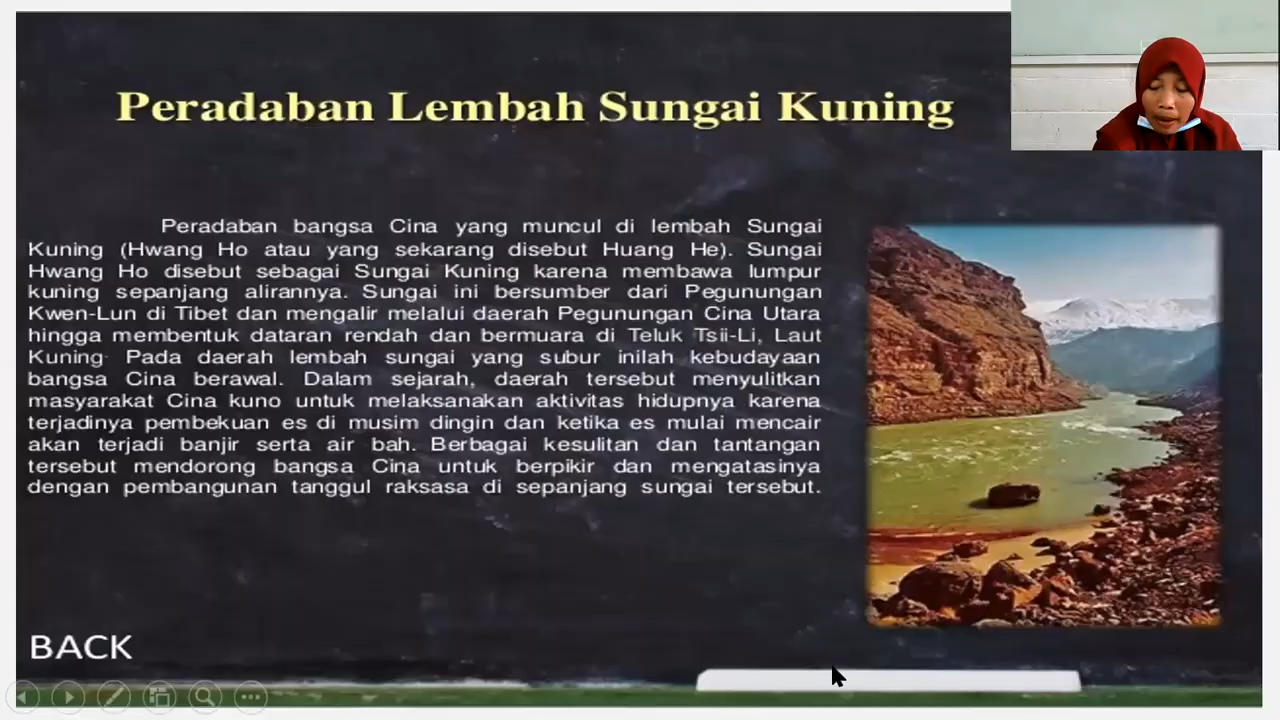 Peradaban Lembah Sungai Kuning
Peradaban bangsa Cina yang muncul di lembah Sungai
Kuning (Hwang Ho atau yang sekarang disebut Huang He). Sungai
Hwang Ho disebut sebagai Sungai Kuning karena membawa lumpur
kuning sepanjang alirannya. Sungai ini bersumber dari Pegunungan
Kwen-Lun di Tibet dan mengalir melalui daerah Pegunungan Cina Utara
hingga membentuk dataran rendah dan bermuara di Teluk Tsii-Li, Laut
Kuning. Pada daerah lembah sungai yang subur inilah kebudayaan
bangsa Cina berawal. Dalam sejarah, daerah tersebut menyulitkan
masyarakat Cina kuno untuk melaksanakan aktivitas hidupnya karena
terjadinya pembekuan es di musim dingin dan ketika es mulai mencair
akan terjadi banjir serta air bah. Berbagai kesulitan dan tantangan
tersebut mendorong bangsa Cina untuk berpikir dan mengatasinya
dengan pembangunan tanggul raksasa di sepanjang sungai tersebut.
BACK